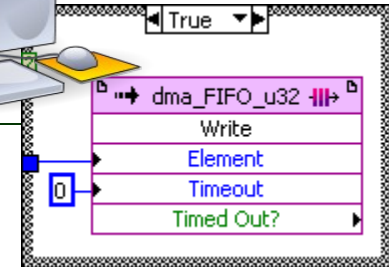 True
dma_FIFO_u32
Write
Element
0
Timeout
Timed Out?